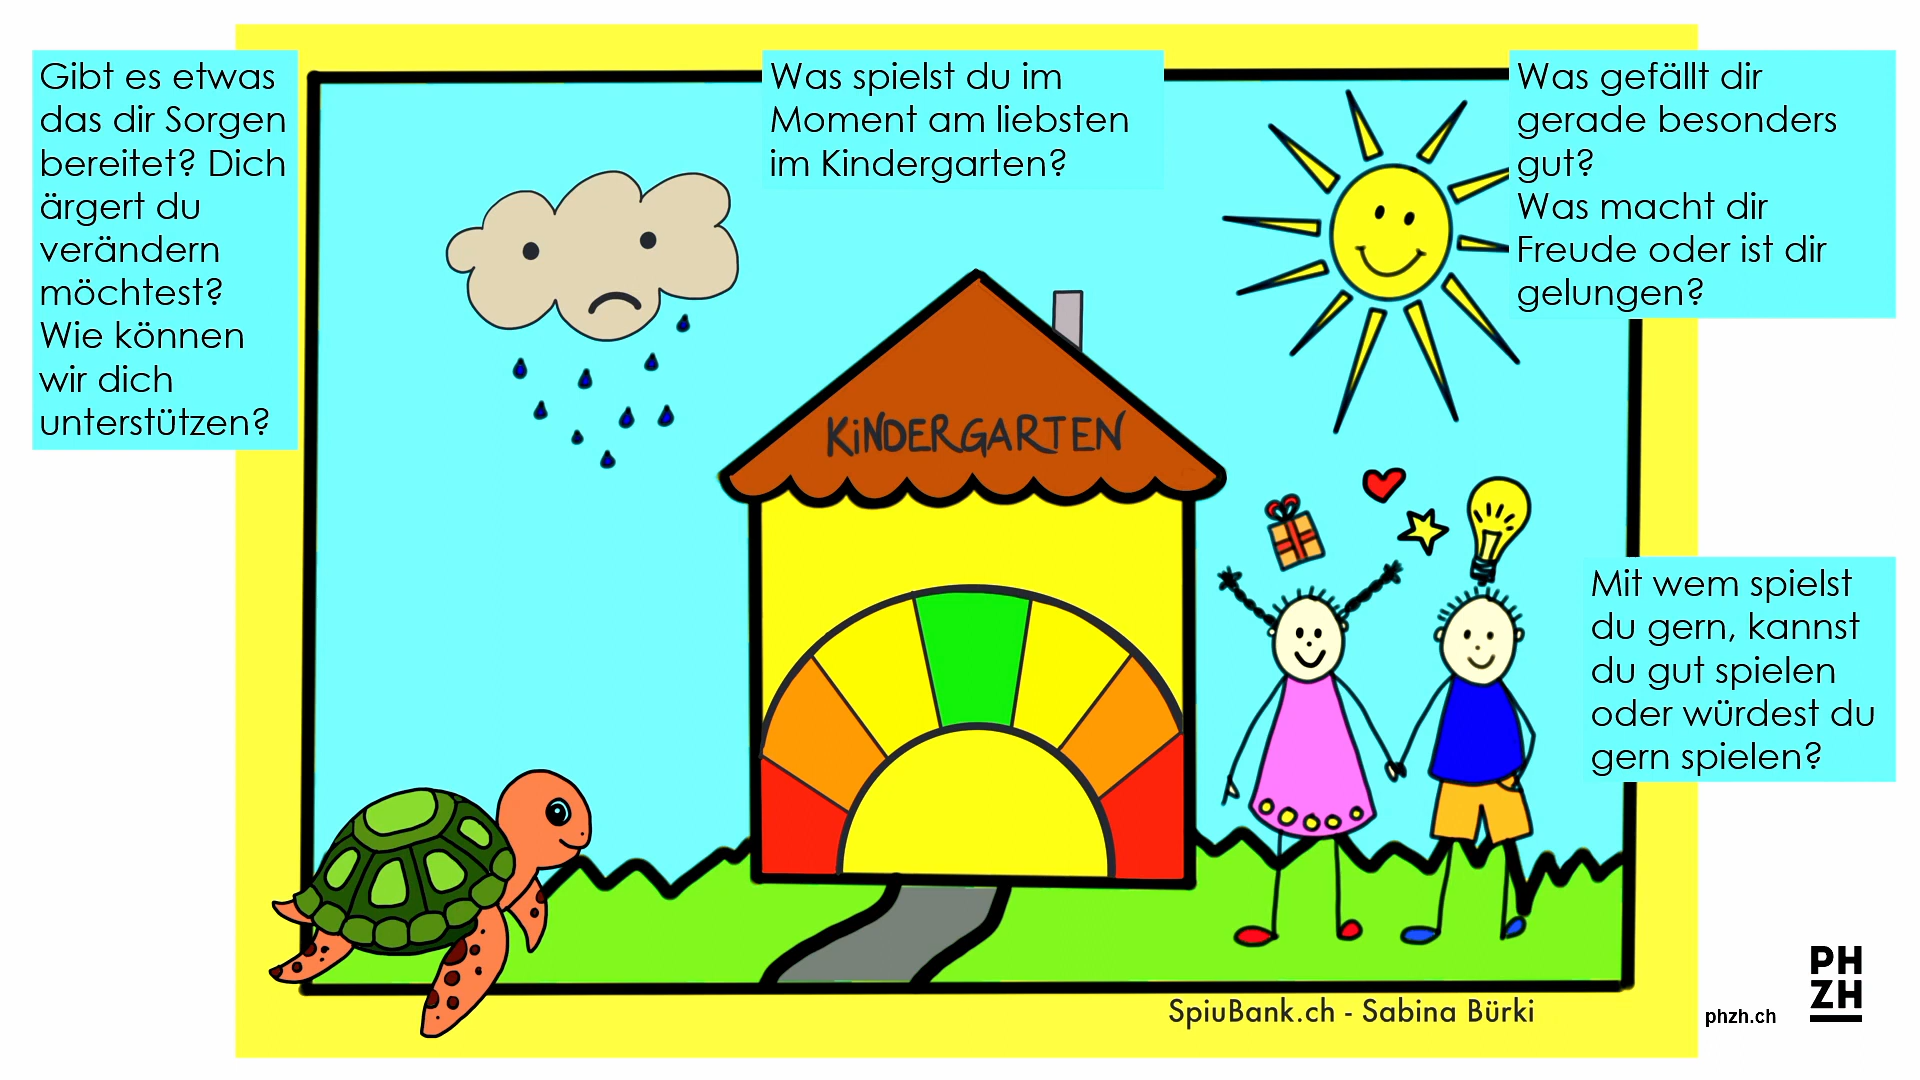 Gibt es etwas
das dir Sorgen
bereitet? Dich
ärgert du
verändern
möchtest?
Wie können
wir dich
unterstützen?
Was spielst du im
Moment am liebsten
im Kindergarten?
Was gefällt dir
gerade besonders
gut?
Was macht dir
Freude oder ist dir
gelungen?
KiNDERGARTEN
Mit wem spielst
du gern, kannst
du gut spielen
oder würdest du
gern spielen?
SpiuBank.ch - Sabina Bürki
phzh.ch
PH
ZH